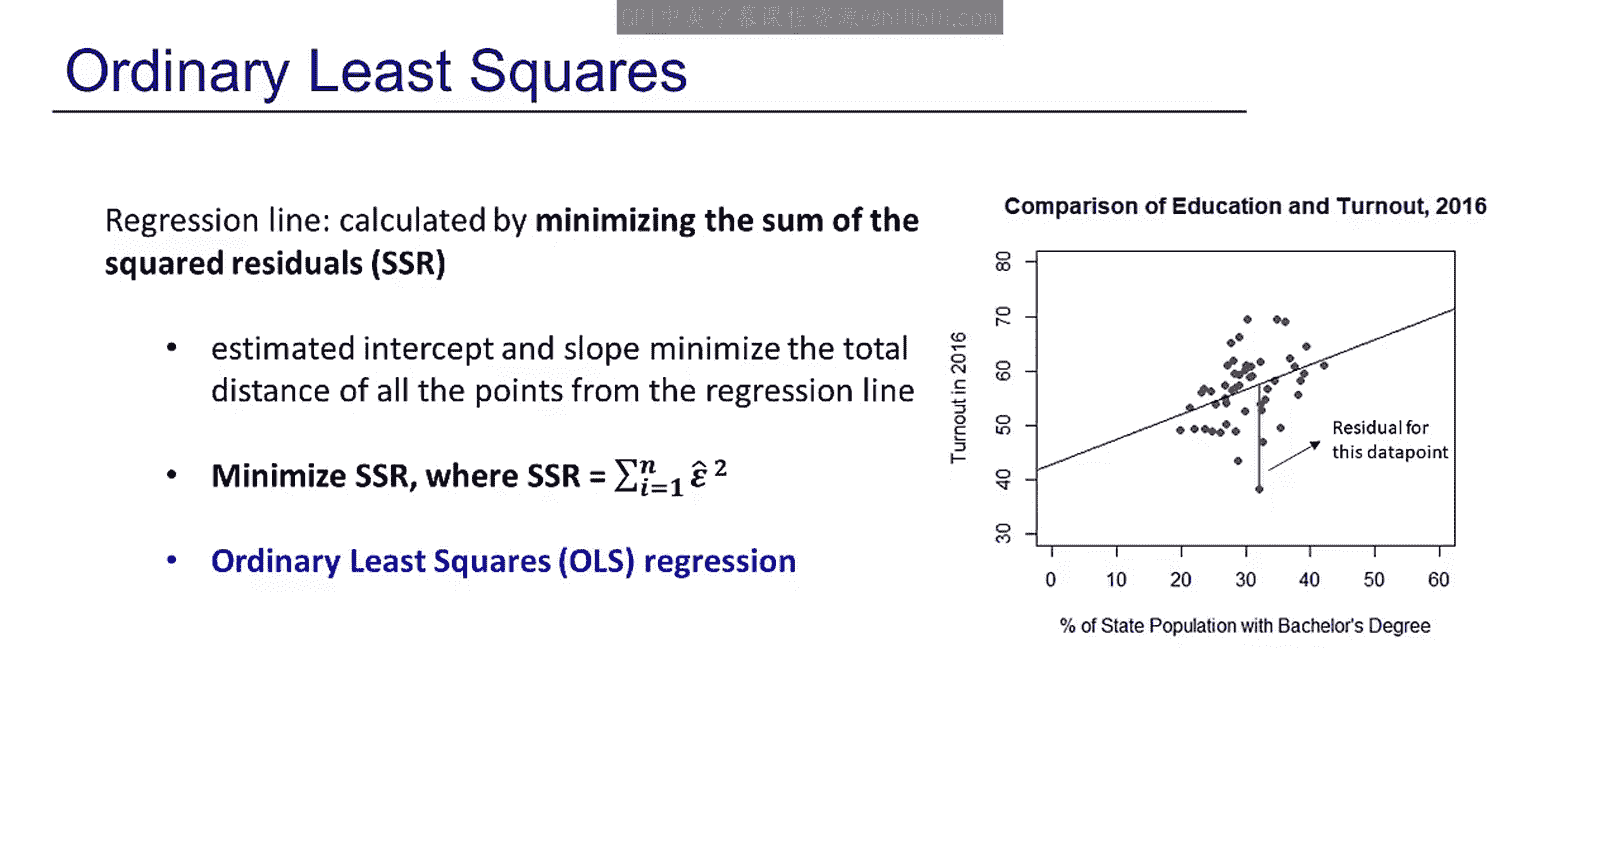 Ordinary Least Squares
Regression line: calculated by minimizing the sum of the
squared residuals (SSR)
• estimated intercept and slope minimize the total
distance of all the points from the regression line
• Minimize SSR, where SSR = ∑ⁿᵢ₌₁ ε̂ ²
• Ordinary Least Squares (OLS) regression
Comparison of Education and Turnout, 2016
Turnout in 2016
80
70
60
50
40
30
Residual for
this datapoint
0 10 20 30 40 50 60
% of State Population with Bachelor's Degree